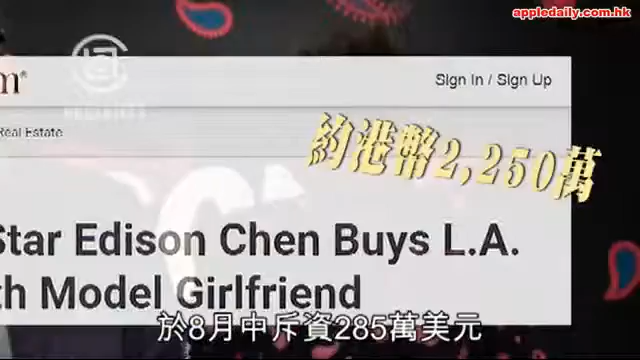 appledaily.com.hk
m®
Sign In / Sign Up
Real Estate
約港幣2,250萬
Star Edison Chen Buys L.A.
th Model Girlfriend
於8月中斥資285萬美元